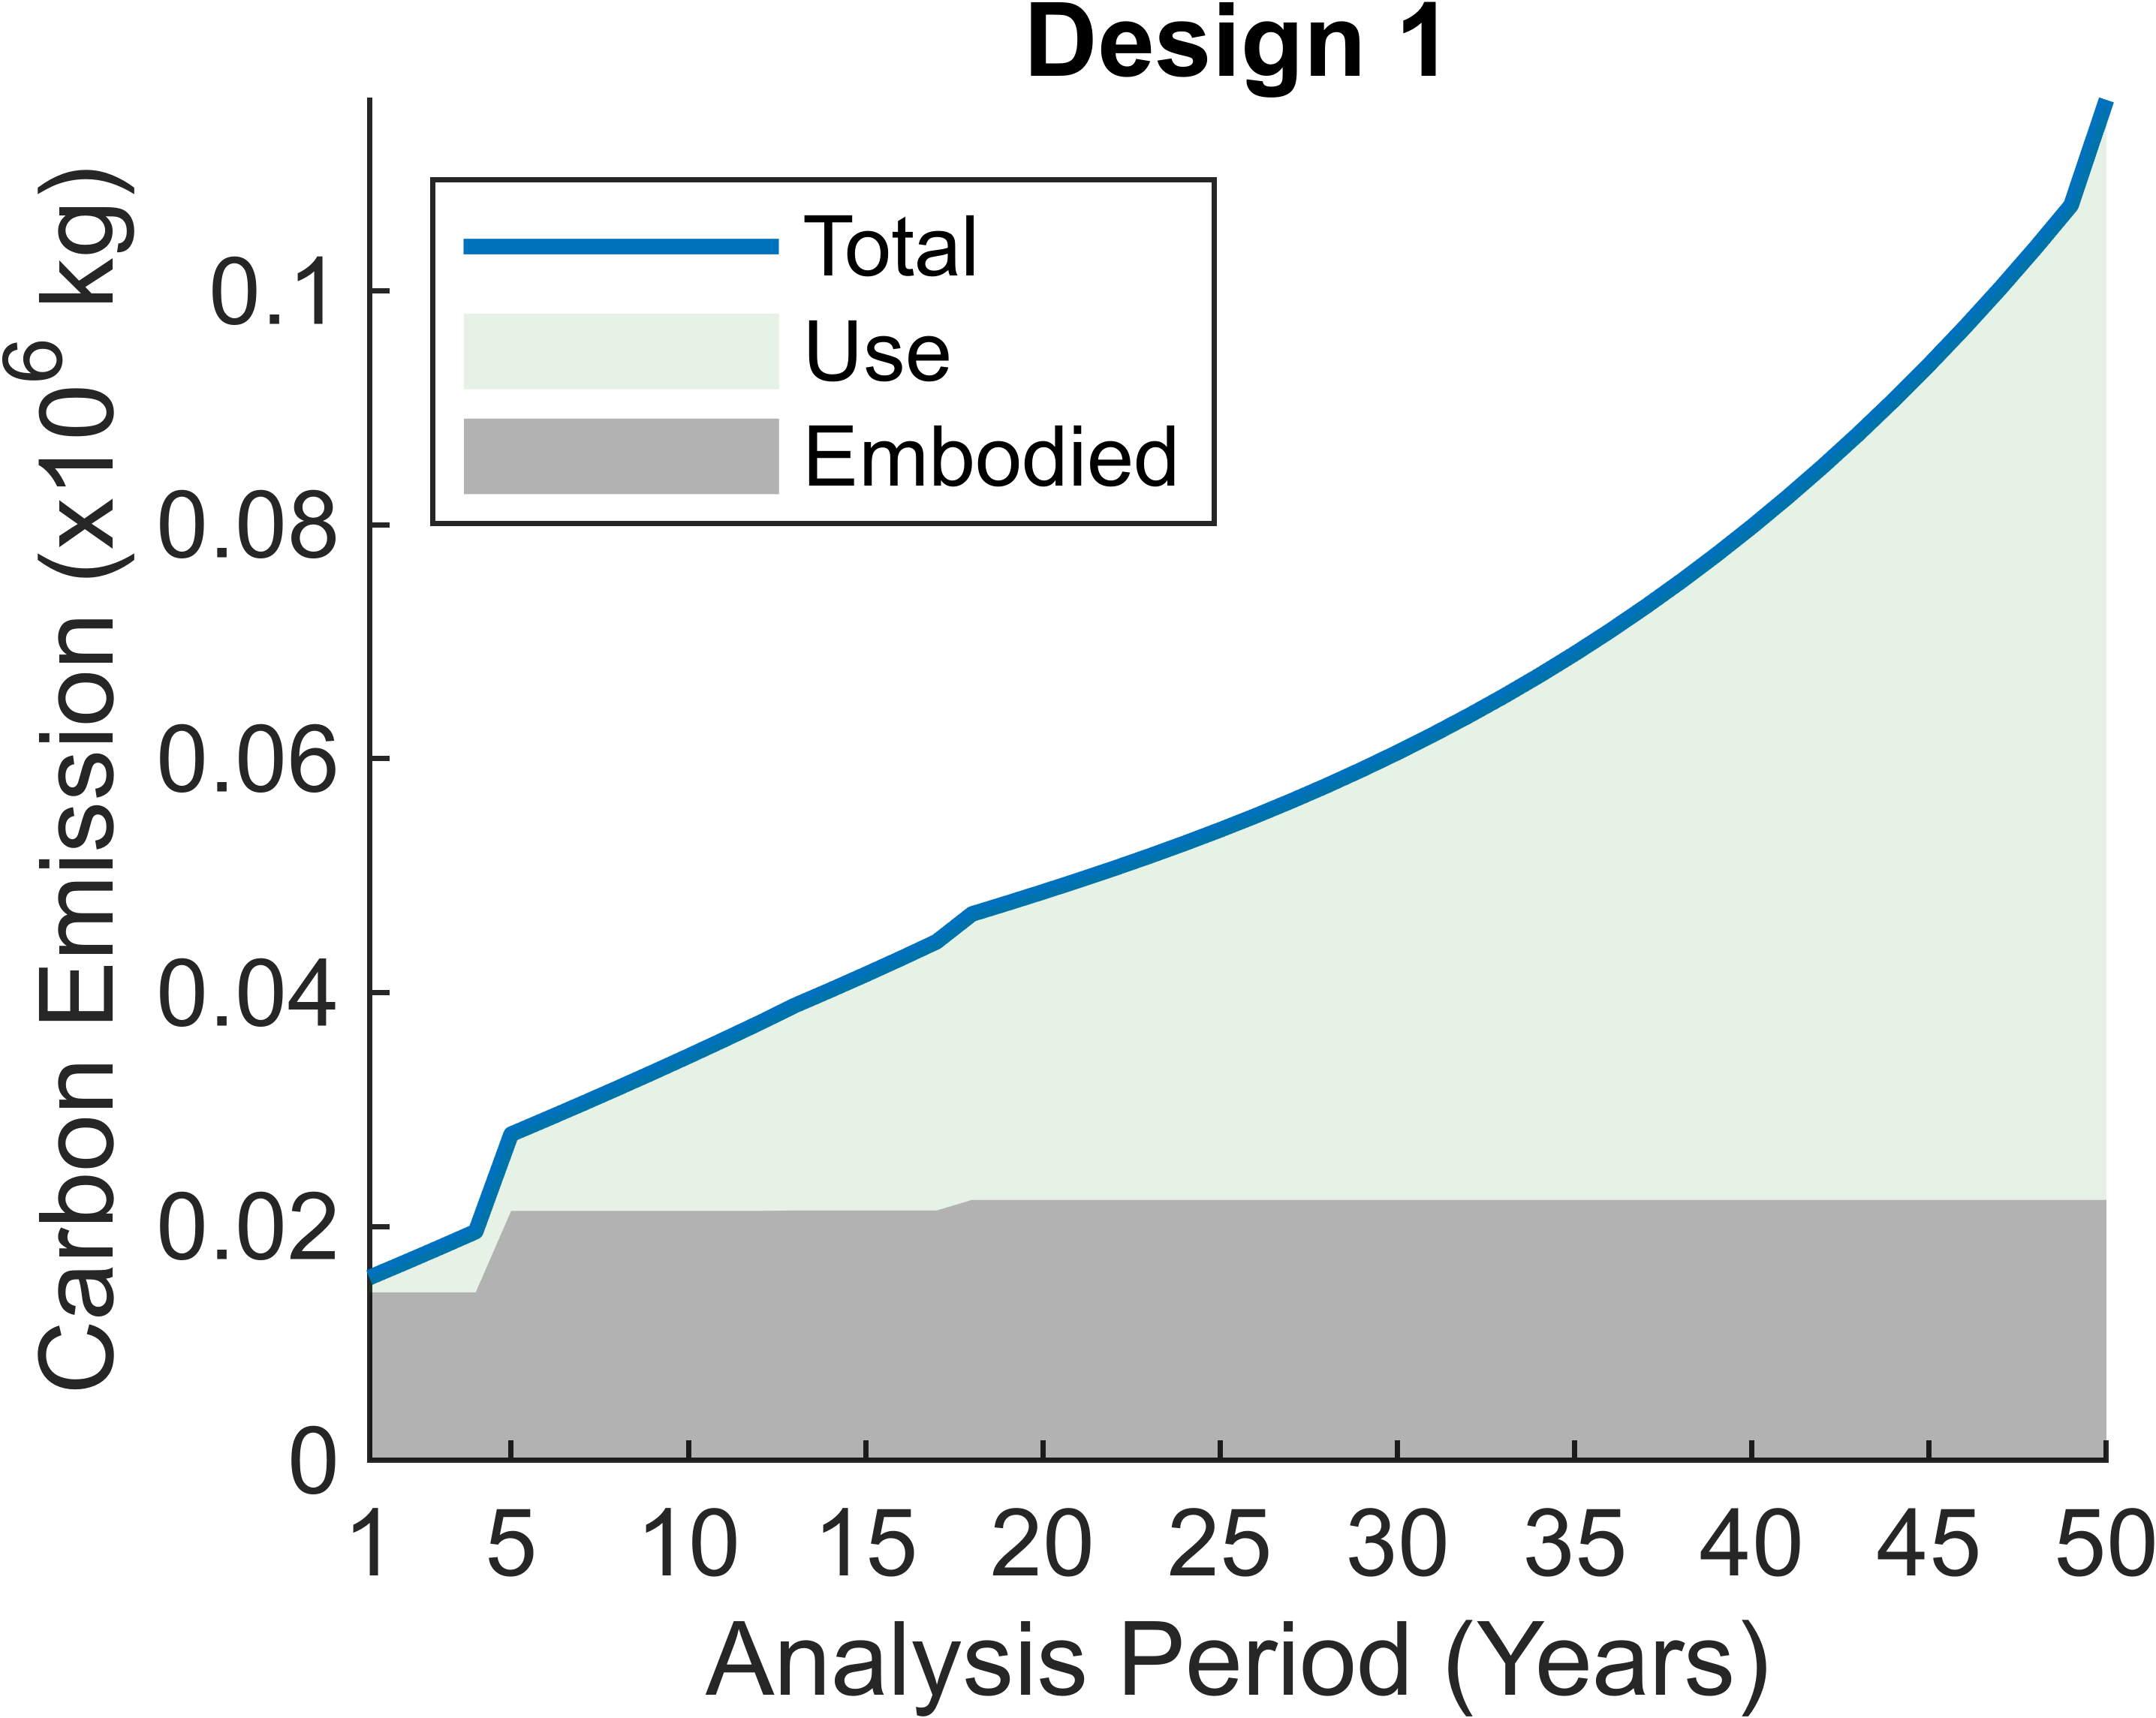 Design 1
Carbon Emission (x10⁶ kg)
0.1
0.08
0.06
0.04
0.02
0
Total
Use
Embodied
1 5 10 15 20 25 30 35 40 45 50
Analysis Period (Years)